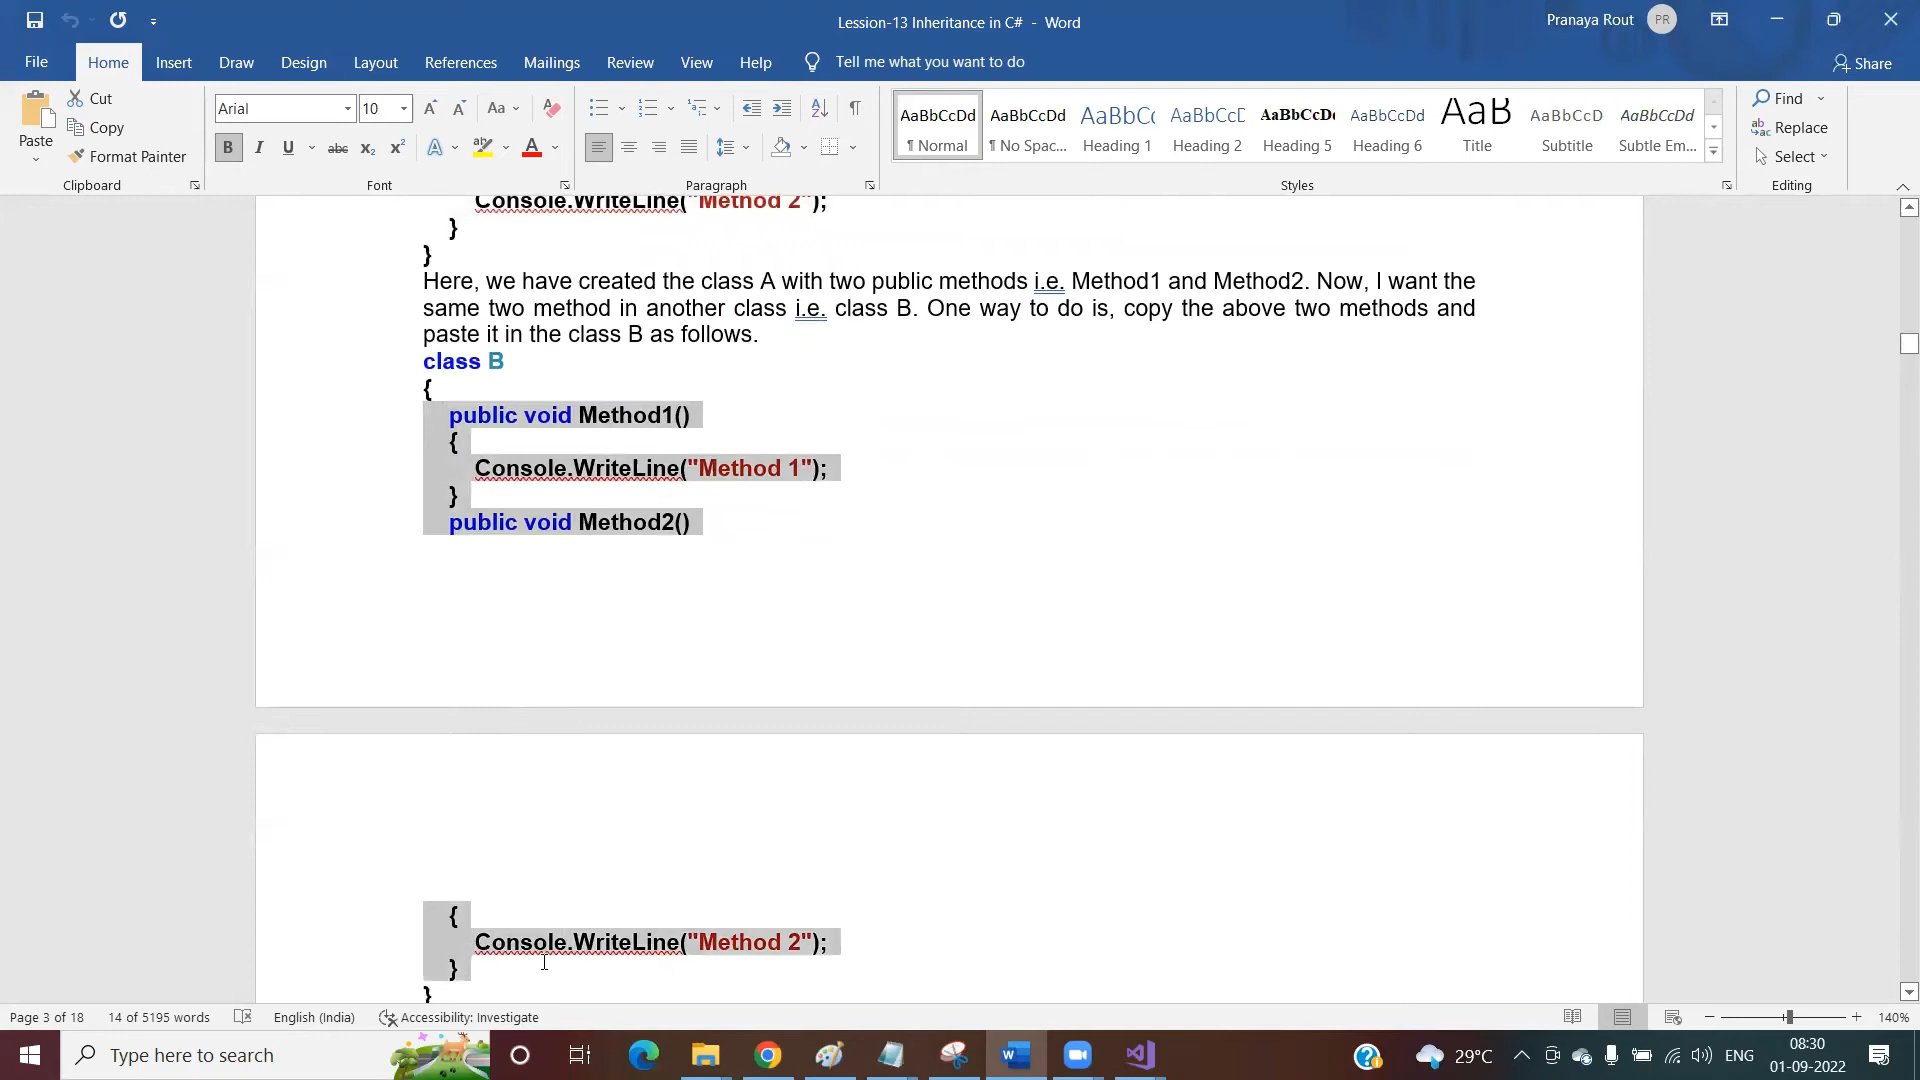 Lession-13 Inheritance in C# - Word
Pranaya Rout
PR
File Home Insert Draw Design Layout References Mailings Review View Help Tell me what you want to do
Share
Paste
Cut
Copy
Format Painter
Clipboard
Arial
10
Aa
Font
Paragraph
AaBbCcDd AaBbCcDd AaBbC( AaBbCcC AaBbCcD( AaBbCcDd AaB AaBbCcD AaBbCcDd
¶ Normal ¶ No Spac... Heading 1 Heading 2 Heading 5 Heading 6 Title Subtitle Subtle Em...
Styles
Find
Replace
Select
Editing
Console.WriteLine("Method 2");
}
}
Here, we have created the class A with two public methods i.e. Method1 and Method2. Now, I want the
same two method in another class i.e. class B. One way to do is, copy the above two methods and
paste it in the class B as follows.
class B
{
public void Method1()
{
Console.WriteLine("Method 1");
}
public void Method2()
{
Console.WriteLine("Method 2");
}
}
Page 3 of 18 14 of 5195 words English (India) Accessibility: Investigate
140%
Type here to search
29°C
ENG
08:30
01-09-2022